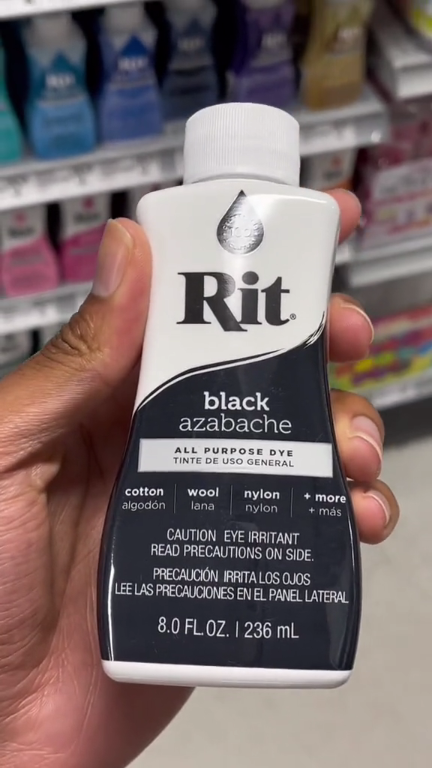 Rit®
black
azabache
ALL PURPOSE DYE
TINTE DE USO GENERAL
cotton wool nylon + more
algodón lana nylon + más
CAUTION EYE IRRITANT
READ PRECAUTIONS ON SIDE.
PRECAUCIÓN IRRITA LOS OJOS
LEE LAS PRECAUCIONES EN EL PANEL LATERAL
8.0 FL.OZ. | 236 mL